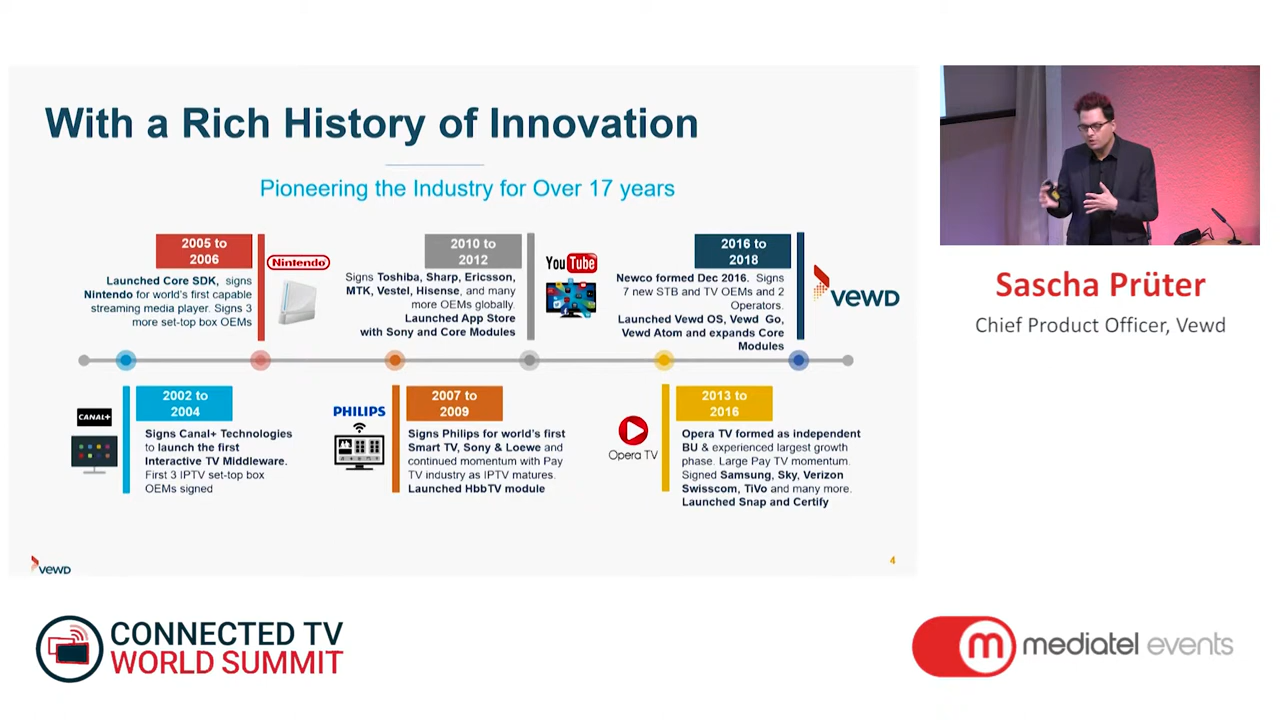 With a Rich History of Innovation
Pioneering the Industry for Over 17 years
2005 to
2006
Launched Core SDK, signs
Nintendo for world's first capable
streaming media player. Signs 3
more set-top box OEMs
Nintendo
2010 to
2012
Signs Toshiba, Sharp, Ericsson,
MTK, Vestel, Hisense, and many
more OEMs globally.
Launched App Store
with Sony and Core Modules
YouTube
2016 to
2018
Newco formed Dec 2016. Signs
7 new STB and TV OEMs and 2
Operators.
Launched Vewd OS, Vewd Go,
Vewd Atom and expands Core
Modules
VEWD
CANAL+
2002 to
2004
Signs Canal+ Technologies
to launch the first
Interactive TV Middleware.
First 3 IPTV set-top box
OEMs signed
PHILIPS
2007 to
2009
Signs Philips for world's first
Smart TV, Sony & Loewe and
continued momentum with Pay
TV industry as IPTV matures.
Launched HbbTV module
Opera TV
2013 to
2016
Opera TV formed as independent
BU & experienced largest growth
phase. Large Pay TV momentum.
Signed Samsung, Sky, Verizon
Swisscom, TiVo and many more.
Launched Snap and Certify
VEWD
4
Sascha Prüter
Chief Product Officer, Vewd
CONNECTED TV
WORLD SUMMIT
m mediatel events